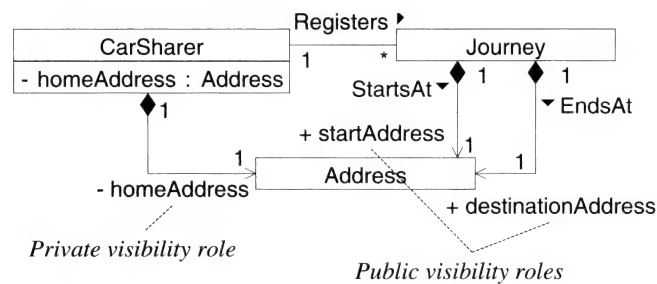 Registers
CarSharer
1
*
Journey
- homeAddress : Address
1
StartsAt
1
1
EndsAt
+ startAddress
1
1
1
Address
- homeAddress
+ destinationAddress
Private visibility role
Public visibility roles